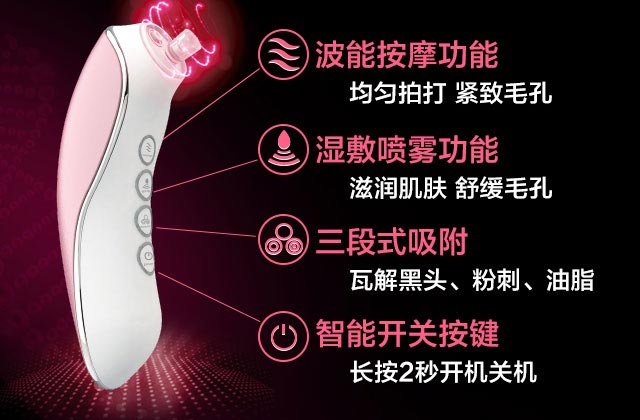 波能按摩功能
均匀拍打 紧致毛孔
湿敷喷雾功能
滋润肌肤 舒缓毛孔
三段式吸附
瓦解黑头、粉刺、油脂
智能开关按键
长按2秒开机关机